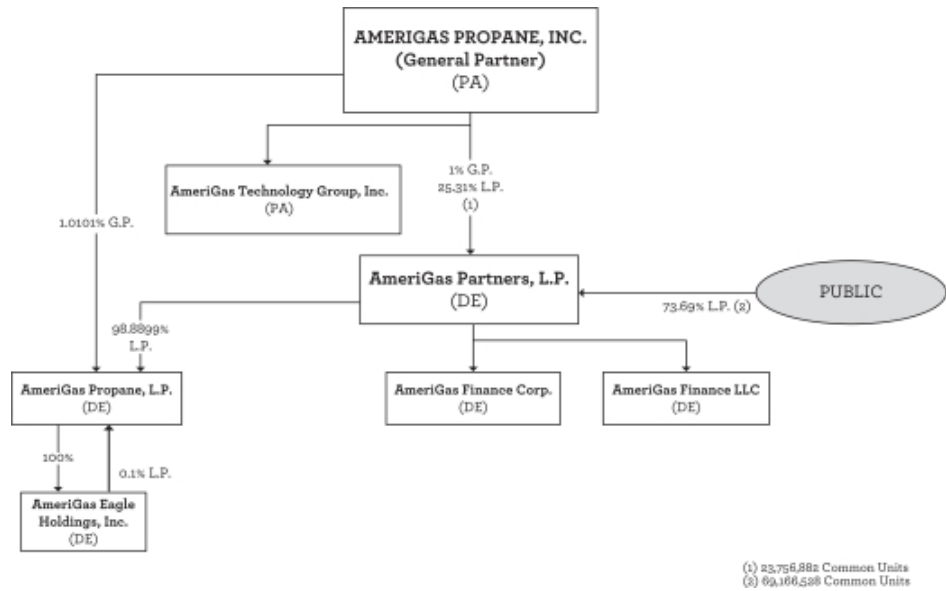 AMERIGAS PROPANE, INC.
(General Partner)
(PA)
AmeriGas Technology Group, Inc.
(PA)
1% G.P.
25.31% L.P.
(1)
1.0101% G.P.
AmeriGas Partners, L.P.
(DE)
PUBLIC
73.69% L.P. (2)
98.8899%
L.P.
AmeriGas Propane, L.P.
(DE)
AmeriGas Finance Corp.
(DE)
AmeriGas Finance LLC
(DE)
100%
0.1% L.P.
AmeriGas Eagle
Holdings, Inc.
(DE)
(1) 23,756,882 Common Units
(2) 69,166,528 Common Units